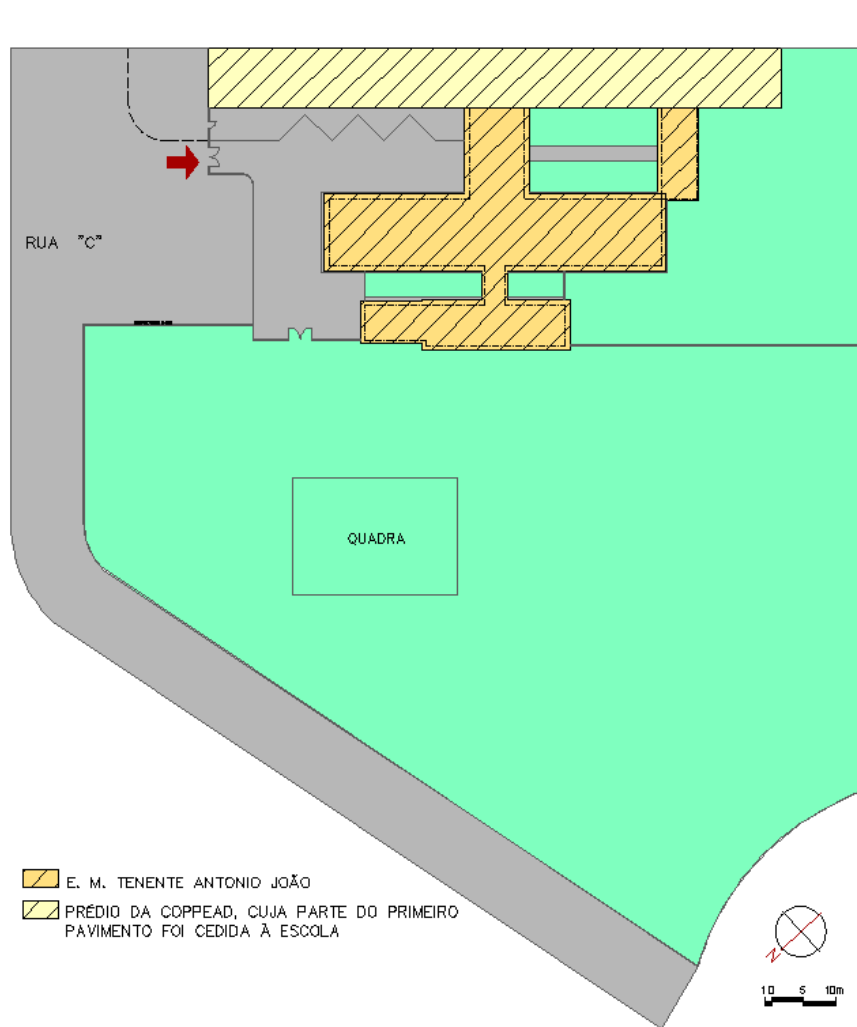 RUA "C"
QUADRA
E. M. TENENTE ANTONIO JOÃO
PRÉDIO DA COPPEAD, CUJA PARTE DO PRIMEIRO
PAVIMENTO FOI CEDIDA À ESCOLA
N
10 5 10m